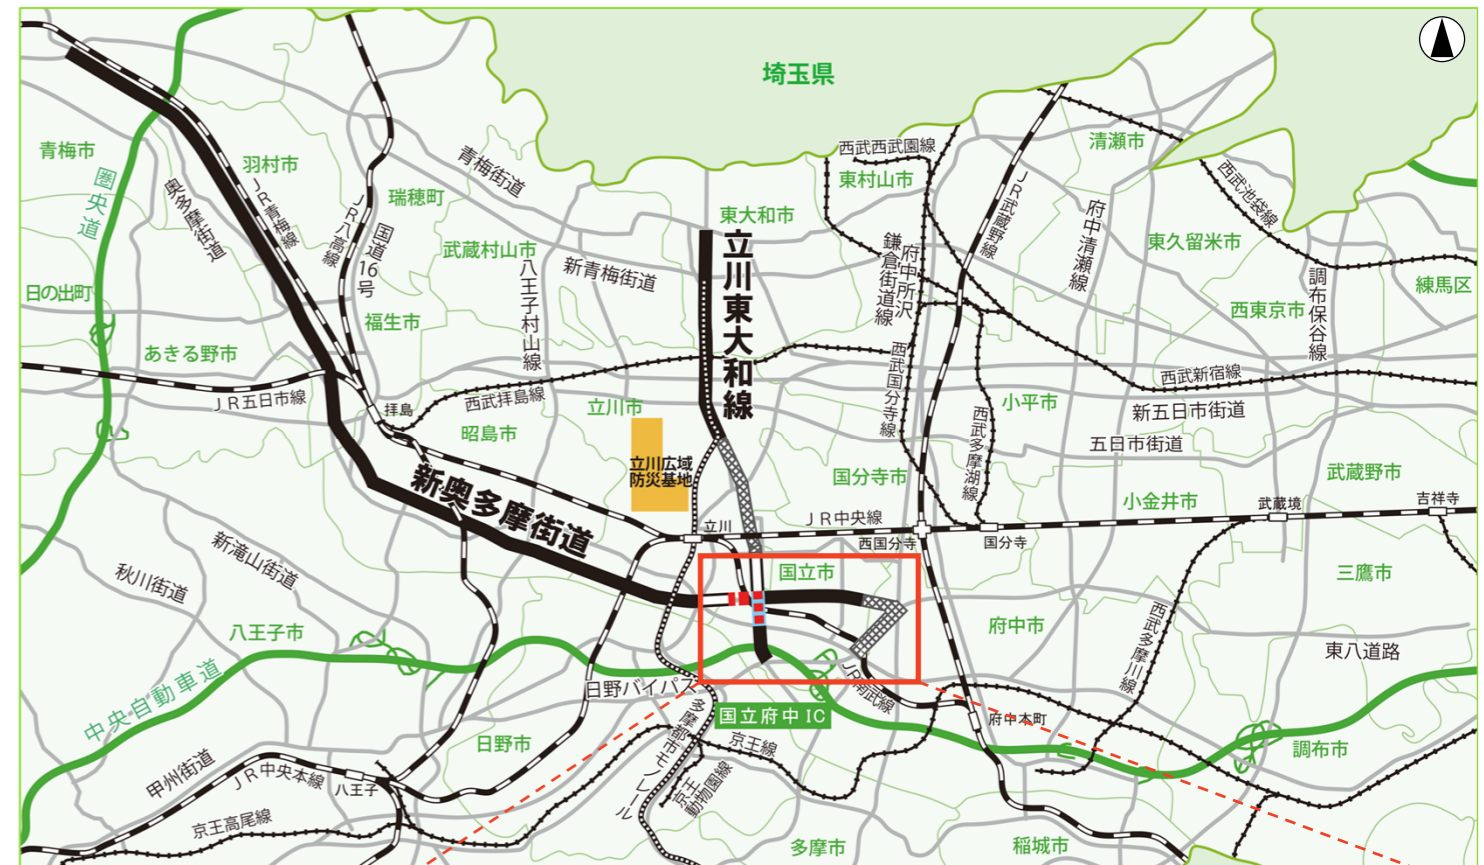 埼玉県
青梅市
圏央道
奥多摩街道
羽村市
JR青梅線
JR八高線
国道16号
瑞穂町
青梅街道
武蔵村山市
八王子村山線
新青梅街道
東大和市
立川東大和線
西武西武園線
東村山市
鎌倉街道線
府中所沢
JR武蔵野線
府中清瀬線
清瀬市
西武池袋線
東久留米市
調布保谷線
練馬区
西東京市
日の出町
あきる野市
福生市
JR五日市線
拝島
西武拝島線
昭島市
立川市
立川広域
防災基地
西武国分寺線
国分寺市
西武多摩湖線
小平市
西武新宿線
新五日市街道
五日市街道
武蔵野市
小金井市
武蔵境
吉祥寺
新奥多摩街道
立川
JR中央線
西国分寺
国分寺
国立市
新滝山街道
秋川街道
八王子市
中央自動車道
日野バイパス
JR南武線
府中市
西武多摩川線
三鷹市
東八道路
国立府中IC
府中本町
調布市
日野市
多摩都市モノレール
京王線
京王
動物園線
甲州街道
JR中央本線
八王子
京王高尾線
多摩市
稲城市